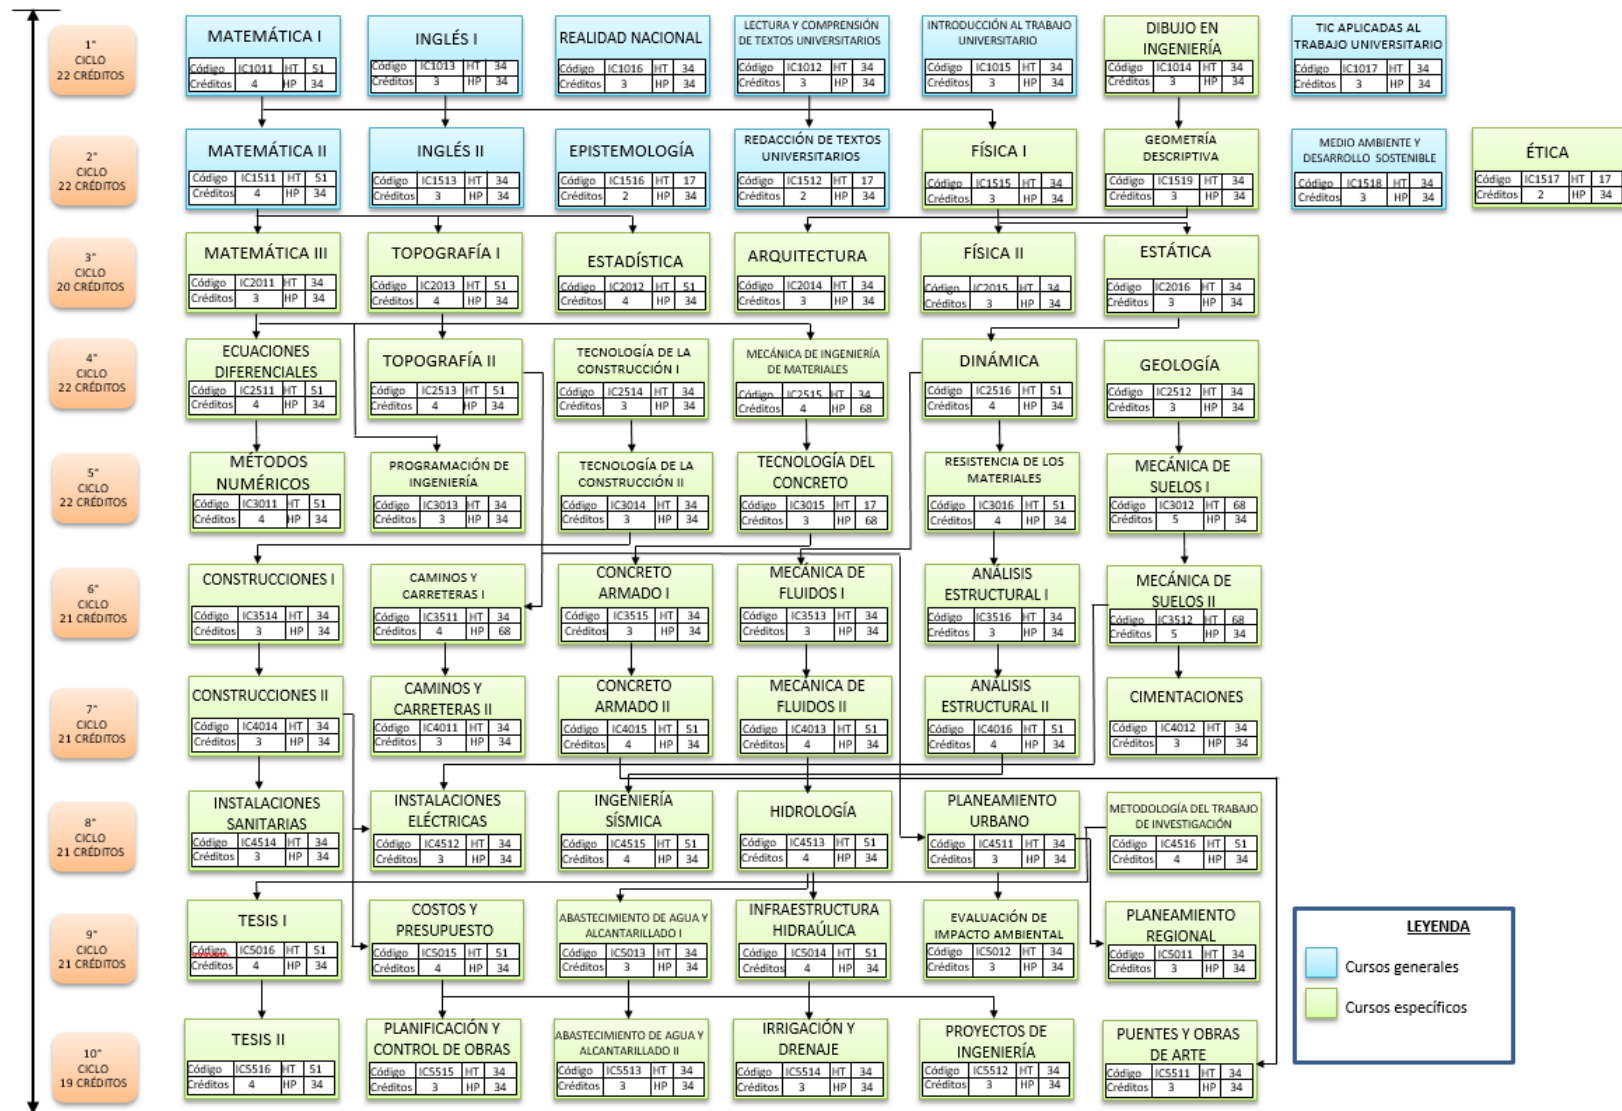 1°
CICLO
22 CRÉDITOS
MATEMÁTICA I
Código IC1011 HT 51
Créditos 4 HP 34
INGLÉS I
Código IC1013 HT 34
Créditos 3 HP 34
REALIDAD NACIONAL
Código IC1016 HT 34
Créditos 3 HP 34
LECTURA Y COMPRENSIÓN
DE TEXTOS UNIVERSITARIOS
Código IC1012 HT 34
Créditos 3 HP 34
INTRODUCCIÓN AL TRABAJO
UNIVERSITARIO
Código IC1015 HT 34
Créditos 3 HP 34
DIBUJO EN
INGENIERÍA
Código IC1014 HT 34
Créditos 3 HP 34
TIC APLICADAS AL
TRABAJO UNIVERSITARIO
Código IC1017 HT 34
Créditos 3 HP 34
2°
CICLO
22 CRÉDITOS
MATEMÁTICA II
Código IC1511 HT 51
Créditos 4 HP 34
INGLÉS II
Código IC1513 HT 34
Créditos 3 HP 34
EPISTEMOLOGÍA
Código IC1516 HT 17
Créditos 2 HP 34
REDACCIÓN DE TEXTOS
UNIVERSITARIOS
Código IC1512 HT 17
Créditos 2 HP 34
FÍSICA I
Código IC1515 HT 34
Créditos 3 HP 34
GEOMETRÍA
DESCRIPTIVA
Código IC1519 HT 34
Créditos 3 HP 34
MEDIO AMBIENTE Y
DESARROLLO SOSTENIBLE
Código IC1518 HT 34
Créditos 3 HP 34
ÉTICA
Código IC1517 HT 17
Créditos 2 HP 34
3°
CICLO
20 CRÉDITOS
MATEMÁTICA III
Código IC2011 HT 34
Créditos 3 HP 34
TOPOGRAFÍA I
Código IC2013 HT 51
Créditos 4 HP 34
ESTADÍSTICA
Código IC2012 HT 51
Créditos 4 HP 34
ARQUITECTURA
Código IC2014 HT 34
Créditos 3 HP 34
FÍSICA II
Código IC2015 HT 34
Créditos 3 HP 34
ESTÁTICA
Código IC2016 HT 34
Créditos 3 HP 34
4°
CICLO
22 CRÉDITOS
ECUACIONES
DIFERENCIALES
Código IC2511 HT 51
Créditos 4 HP 34
TOPOGRAFÍA II
Código IC2513 HT 51
Créditos 4 HP 34
TECNOLOGÍA DE LA
CONSTRUCCIÓN I
Código IC2514 HT 34
Créditos 3 HP 34
MECÁNICA DE INGENIERÍA
DE MATERIALES
Código IC2515 HT 34
Créditos 4 HP 68
DINÁMICA
Código IC2516 HT 51
Créditos 4 HP 34
GEOLOGÍA
Código IC2512 HT 34
Créditos 3 HP 34
5°
CICLO
22 CRÉDITOS
MÉTODOS
NUMÉRICOS
Código IC3011 HT 51
Créditos 4 HP 34
PROGRAMACIÓN DE
INGENIERÍA
Código IC3013 HT 34
Créditos 3 HP 34
TECNOLOGÍA DE LA
CONSTRUCCIÓN II
Código IC3014 HT 34
Créditos 3 HP 34
TECNOLOGÍA DEL
CONCRETO
Código IC3015 HT 17
Créditos 3 HP 68
RESISTENCIA DE LOS
MATERIALES
Código IC3016 HT 51
Créditos 4 HP 34
MECÁNICA DE
SUELOS I
Código IC3012 HT 68
Créditos 5 HP 34
6°
CICLO
21 CRÉDITOS
CONSTRUCCIONES I
Código IC3514 HT 34
Créditos 3 HP 34
CAMINOS Y
CARRETERAS I
Código IC3511 HT 34
Créditos 4 HP 68
CONCRETO
ARMADO I
Código IC3515 HT 34
Créditos 3 HP 34
MECÁNICA DE
FLUIDOS I
Código IC3513 HT 34
Créditos 3 HP 34
ANÁLISIS
ESTRUCTURAL I
Código IC3516 HT 34
Créditos 3 HP 34
MECÁNICA DE
SUELOS II
Código IC3512 HT 68
Créditos 5 HP 34
7°
CICLO
21 CRÉDITOS
CONSTRUCCIONES II
Código IC4014 HT 34
Créditos 3 HP 34
CAMINOS Y
CARRETERAS II
Código IC4011 HT 34
Créditos 3 HP 34
CONCRETO
ARMADO II
Código IC4015 HT 51
Créditos 4 HP 34
MECÁNICA DE
FLUIDOS II
Código IC4013 HT 51
Créditos 4 HP 34
ANÁLISIS
ESTRUCTURAL II
Código IC4016 HT 51
Créditos 4 HP 34
CIMENTACIONES
Código IC4012 HT 34
Créditos 3 HP 34
8°
CICLO
21 CRÉDITOS
INSTALACIONES
SANITARIAS
Código IC4514 HT 34
Créditos 3 HP 34
INSTALACIONES
ELÉCTRICAS
Código IC4512 HT 34
Créditos 3 HP 34
INGENIERÍA
SÍSMICA
Código IC4515 HT 51
Créditos 4 HP 34
HIDROLOGÍA
Código IC4513 HT 51
Créditos 4 HP 34
PLANEAMIENTO
URBANO
Código IC4511 HT 34
Créditos 3 HP 34
METODOLOGÍA DEL TRABAJO
DE INVESTIGACIÓN
Código IC4516 HT 51
Créditos 4 HP 34
9°
CICLO
21 CRÉDITOS
TESIS I
Código IC5016 HT 51
Créditos 4 HP 34
COSTOS Y
PRESUPUESTO
Código IC5015 HT 51
Créditos 4 HP 34
ABASTECIMIENTO DE AGUA Y
ALCANTARILLADO I
Código IC5013 HT 34
Créditos 3 HP 34
INFRAESTRUCTURA
HIDRAÚLICA
Código IC5014 HT 51
Créditos 4 HP 34
EVALUACIÓN DE
IMPACTO AMBIENTAL
Código IC5012 HT 34
Créditos 3 HP 34
PLANEAMIENTO
REGIONAL
Código IC5011 HT 34
Créditos 3 HP 34
10°
CICLO
19 CRÉDITOS
TESIS II
Código IC5516 HT 51
Créditos 4 HP 34
PLANIFICACIÓN Y
CONTROL DE OBRAS
Código IC5515 HT 34
Créditos 3 HP 34
ABASTECIMIENTO DE AGUA Y
ALCANTARILLADO II
Código IC5513 HT 34
Créditos 3 HP 34
IRRIGACIÓN Y
DRENAJE
Código IC5514 HT 34
Créditos 3 HP 34
PROYECTOS DE
INGENIERÍA
Código IC5512 HT 34
Créditos 3 HP 34
PUENTES Y OBRAS
DE ARTE
Código IC5511 HT 34
Créditos 3 HP 34
LEYENDA
Cursos generales
Cursos específicos